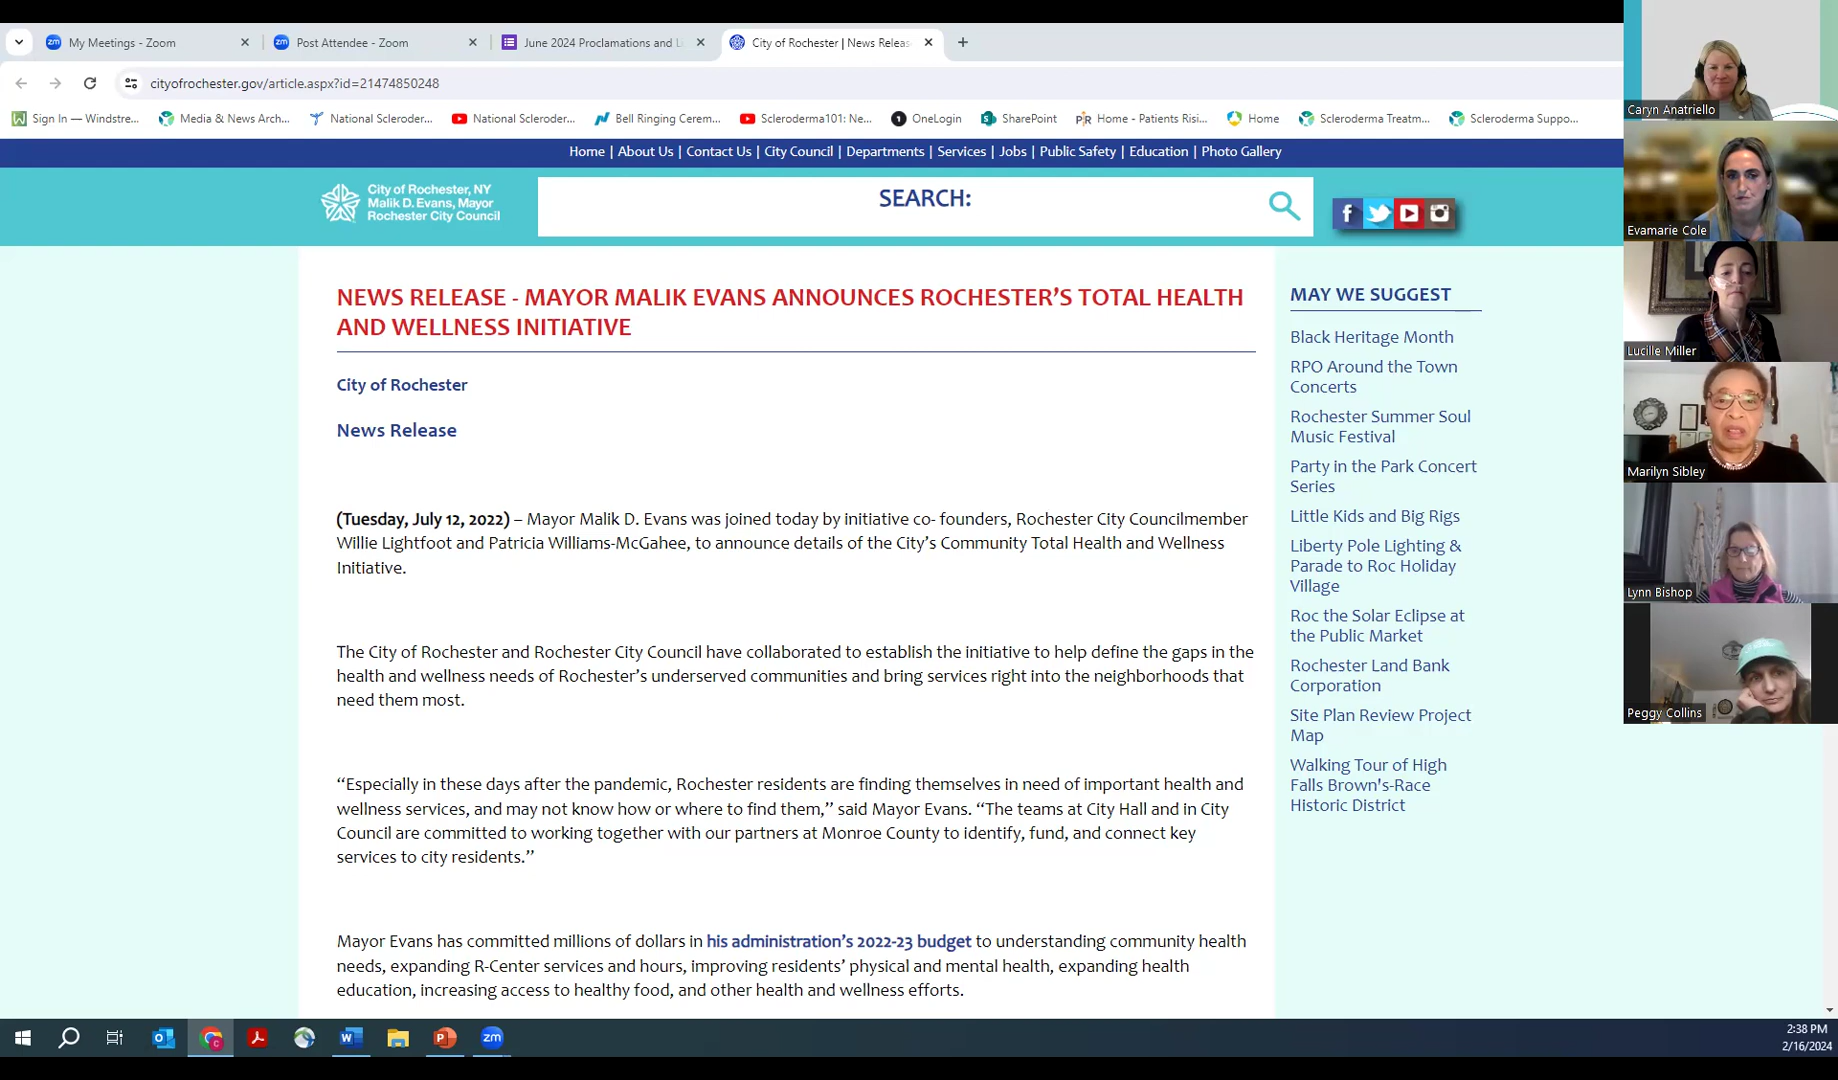 My Meetings - Zoom
Post Attendee - Zoom
June 2024 Proclamations and Li
City of Rochester | News Releas
cityofrochester.gov/article.aspx?id=21474850248
Sign In — Windstre...
Media & News Arch...
National Scleroder...
National Scleroder...
Bell Ringing Cerem...
Scleroderma101: Ne...
OneLogin
SharePoint
Home - Patients Risi...
Home
Scleroderma Treatm...
Scleroderma Suppo...
Home | About Us | Contact Us | City Council | Departments | Services | Jobs | Public Safety | Education | Photo Gallery
City of Rochester, NY
Malik D. Evans, Mayor
Rochester City Council
SEARCH:
NEWS RELEASE - MAYOR MALIK EVANS ANNOUNCES ROCHESTER'S TOTAL HEALTH
AND WELLNESS INITIATIVE
City of Rochester
News Release
(Tuesday, July 12, 2022) – Mayor Malik D. Evans was joined today by initiative co- founders, Rochester City Councilmember
Willie Lightfoot and Patricia Williams-McGahee, to announce details of the City's Community Total Health and Wellness
Initiative.
The City of Rochester and Rochester City Council have collaborated to establish the initiative to help define the gaps in the
health and wellness needs of Rochester's underserved communities and bring services right into the neighborhoods that
need them most.
“Especially in these days after the pandemic, Rochester residents are finding themselves in need of important health and
wellness services, and may not know how or where to find them,” said Mayor Evans. “The teams at City Hall and in City
Council are committed to working together with our partners at Monroe County to identify, fund, and connect key
services to city residents.”
Mayor Evans has committed millions of dollars in his administration's 2022-23 budget to understanding community health
needs, expanding R-Center services and hours, improving residents' physical and mental health, expanding health
education, increasing access to healthy food, and other health and wellness efforts.
MAY WE SUGGEST
Black Heritage Month
RPO Around the Town
Concerts
Rochester Summer Soul
Music Festival
Party in the Park Concert
Series
Little Kids and Big Rigs
Liberty Pole Lighting &
Parade to Roc Holiday
Village
Roc the Solar Eclipse at
the Public Market
Rochester Land Bank
Corporation
Site Plan Review Project
Map
Walking Tour of High
Falls Brown's-Race
Historic District
Caryn Anatriello
Evamarie Cole
Lucille Miller
Marilyn Sibley
Lynn Bishop
Peggy Collins
2:38 PM
2/16/2024